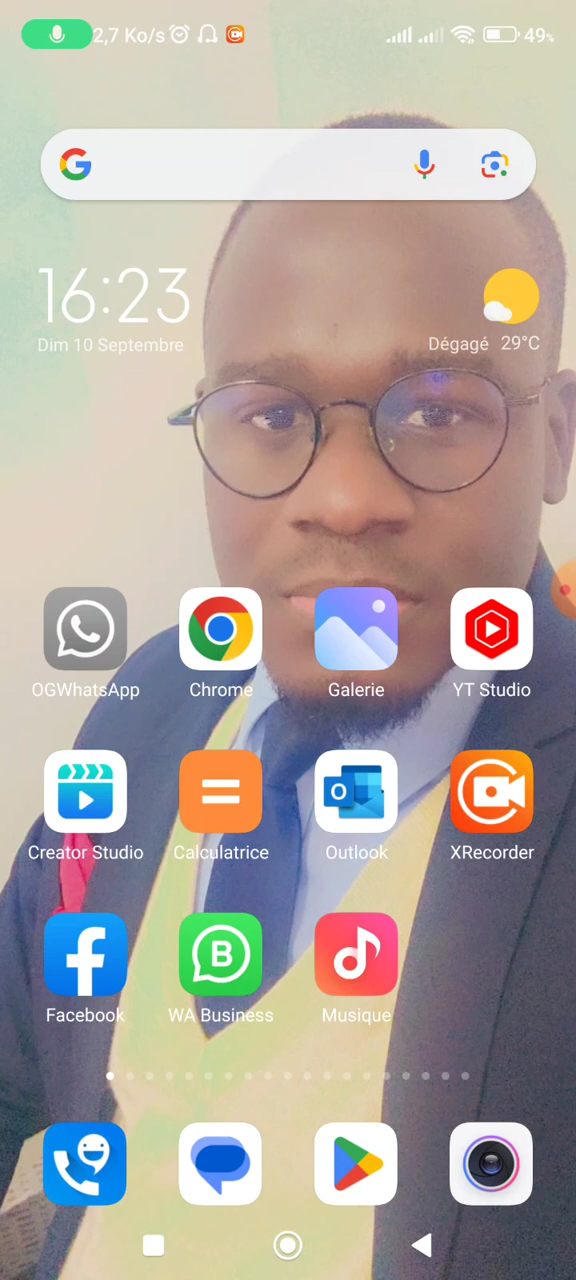 2,7 Ko/s 49%
16:23
Dim 10 Septembre
Dégagé 29°C
OGWhatsApp Chrome Galerie YT Studio
Creator Studio Calculatrice Outlook XRecorder
Facebook WA Business Musique